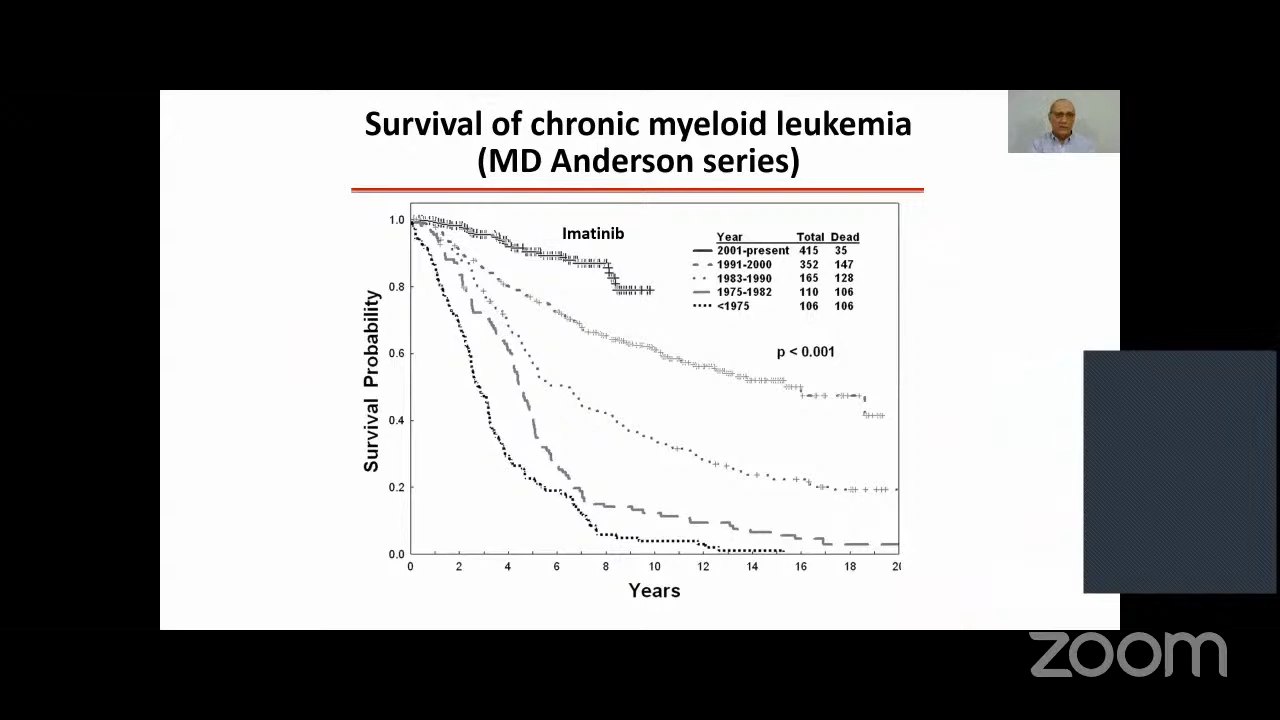 Survival of chronic myeloid leukemia
(MD Anderson series)
Imatinib
Year Total Dead
2001-present 415 35
1991-2000 352 147
1983-1990 165 128
1975-1982 110 106
<1975 106 106
p < 0.001
Survival Probability
1.0
0.8
0.6
0.4
0.2
0.0
0 2 4 6 8 10 12 14 16 18 20
Years
zoom